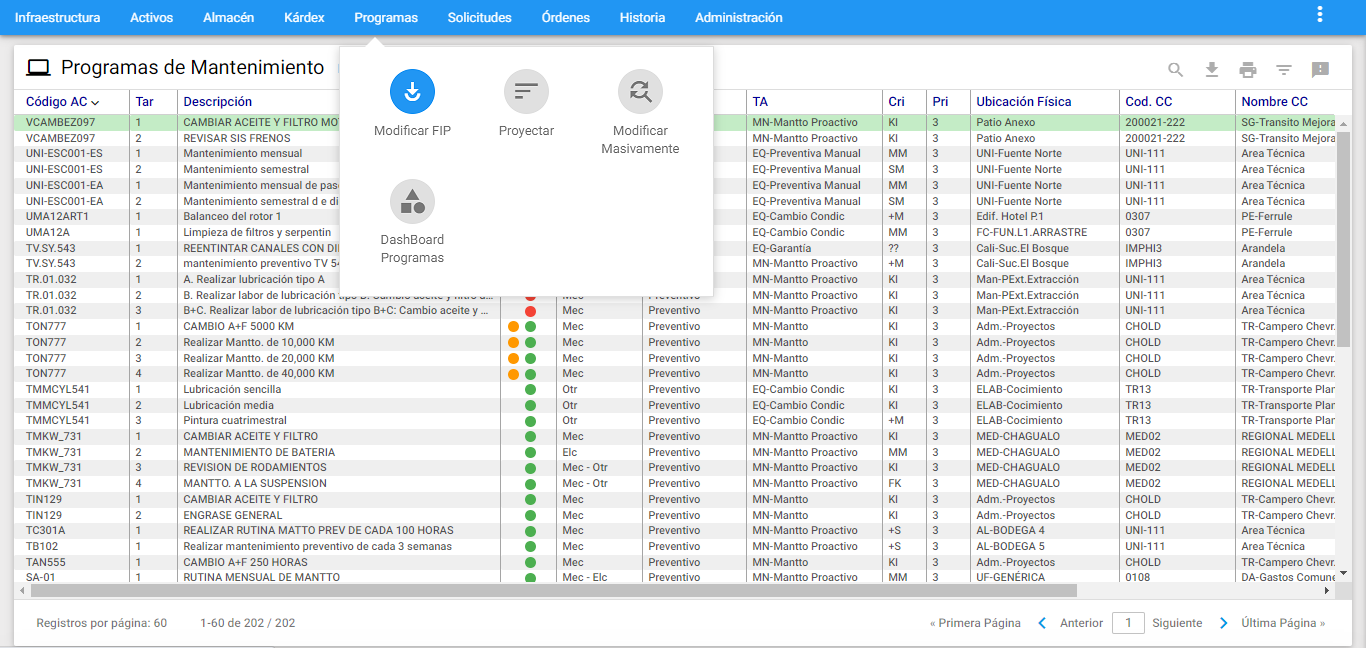 Infraestructura Activos Almacén Kárdex Programas Solicitudes Órdenes Historia Administración
Programas de Mantenimiento
Modificar FIP Proyectar Modificar Masivamente
DashBoard Programas
Código AC Tar Descripción TA Cri Pri Ubicación Física Cod. CC Nombre CC
VCAMBEZ097 1 CAMBIAR ACEITE Y FILTRO MN-Mantto Proactivo KI 3 Patio Anexo 200021-222 SG-Transito Mejora
VCAMBEZ097 2 REVISAR SIS FRENOS MN-Mantto Proactivo KI 3 Patio Anexo 200021-222 SG-Transito Mejora
UNI-ESC001-ES 1 Mantenimiento mensual EQ-Preventiva Manual MM 3 UNI-Fuente Norte UNI-111 Area Técnica
UNI-ESC001-ES 2 Mantenimiento semestral EQ-Preventiva Manual SM 3 UNI-Fuente Norte UNI-111 Area Técnica
UNI-ESC001-EA 1 Mantenimiento mensual de EQ-Preventiva Manual MM 3 UNI-Fuente Norte UNI-111 Area Técnica
UNI-ESC001-EA 2 Mantenimiento semestral d e EQ-Preventiva Manual SM 3 UNI-Fuente Norte UNI-111 Area Técnica
UMA12ART1 1 Balanceo del rotor 1 EQ-Cambio Condic +M 3 Edif. Hotel P.1 0307 PE-Ferrule
UMA12A 1 Limpieza de filtros y serpentin EQ-Cambio Condic MM 3 FC-FUN.L1.ARRASTRE 0307 PE-Ferrule
TV.SY.543 1 REENTINTAR CANALES CON EQ-Garantía ?? 3 Cali-Suc.El Bosque IMPHI3 Arandela
TV.SY.543 2 mantenimiento preventivo TV MN-Mantto Proactivo +M 3 Cali-Suc.El Bosque IMPHI3 Arandela
TR.01.032 1 A. Realizar lubricación tipo A MN-Mantto Proactivo KI 3 Man-PExt.Extracción UNI-111 Area Técnica
TR.01.032 2 B. Realizar labor de lubricación tipo B: Cambio aceite y filtro d... Mec Preventivo MN-Mantto Proactivo KI 3 Man-PExt.Extracción UNI-111 Area Técnica
TR.01.032 3 B+C. Realizar labor de lubricación tipo B+C: Cambio aceite y ... Mec Preventivo MN-Mantto Proactivo KI 3 Man-PExt.Extracción UNI-111 Area Técnica
TON777 1 CAMBIO A+F 5000 KM Mec Preventivo MN-Mantto KI 3 Adm.-Proyectos CHOLD TR-Campero Chevr.
TON777 2 Realizar Mantto. de 10,000 KM Mec Preventivo MN-Mantto KI 3 Adm.-Proyectos CHOLD TR-Campero Chevr.
TON777 3 Realizar Mantto. de 20,000 KM Mec Preventivo MN-Mantto KI 3 Adm.-Proyectos CHOLD TR-Campero Chevr.
TON777 4 Realizar Mantto. de 40,000 KM Mec Preventivo MN-Mantto KI 3 Adm.-Proyectos CHOLD TR-Campero Chevr.
TMMCYL541 1 Lubricación sencilla Otr Preventivo EQ-Cambio Condic KI 3 ELAB-Cocimiento TR13 TR-Transporte Plar
TMMCYL541 2 Lubricación media Otr Preventivo EQ-Cambio Condic KI 3 ELAB-Cocimiento TR13 TR-Transporte Plar
TMMCYL541 3 Pintura cuatrimestral Otr Preventivo EQ-Cambio Condic +M 3 ELAB-Cocimiento TR13 TR-Transporte Plar
TMKW_731 1 CAMBIAR ACEITE Y FILTRO Mec Preventivo MN-Mantto Proactivo KI 3 MED-CHAGUALO MED02 REGIONAL MEDELL
TMKW_731 2 MANTENIMIENTO DE BATERIA Elc Preventivo MN-Mantto Proactivo MM 3 MED-CHAGUALO MED02 REGIONAL MEDELL
TMKW_731 3 REVISION DE RODAMIENTOS Mec - Otr Preventivo MN-Mantto Proactivo KI 3 MED-CHAGUALO MED02 REGIONAL MEDELL
TMKW_731 4 MANTTO. A LA SUSPENSION Mec - Otr Preventivo MN-Mantto Proactivo FK 3 MED-CHAGUALO MED02 REGIONAL MEDELL
TIN129 1 CAMBIAR ACEITE Y FILTRO Mec Preventivo MN-Mantto KI 3 Adm.-Proyectos CHOLD TR-Campero Chevr.
TIN129 2 ENGRASE GENERAL Mec Preventivo MN-Mantto KI 3 Adm.-Proyectos CHOLD TR-Campero Chevr.
TC301A 1 REALIZAR RUTINA MATTO PREV DE CADA 100 HORAS Mec Preventivo MN-Mantto Proactivo +S 3 AL-BODEGA 4 UNI-111 Area Técnica
TB102 1 Realizar mantenimiento preventivo de cada 3 semanas Mec Preventivo MN-Mantto Proactivo +S 3 AL-BODEGA 5 UNI-111 Area Técnica
TAN555 1 CAMBIO A+F 250 HORAS Mec Preventivo MN-Mantto Proactivo KI 3 Adm.-Proyectos CHOLD TR-Campero Chevr.
SA-01 1 RUTINA MENSUAL DE MANTTO Mec - Elc Preventivo MN-Mantto Proactivo MM 3 UF-GENÉRICA 0108 DA-Gastos Comune
Registros por página: 60 1-60 de 202 / 202 « Primera Página Anterior 1 Siguiente Última Página »